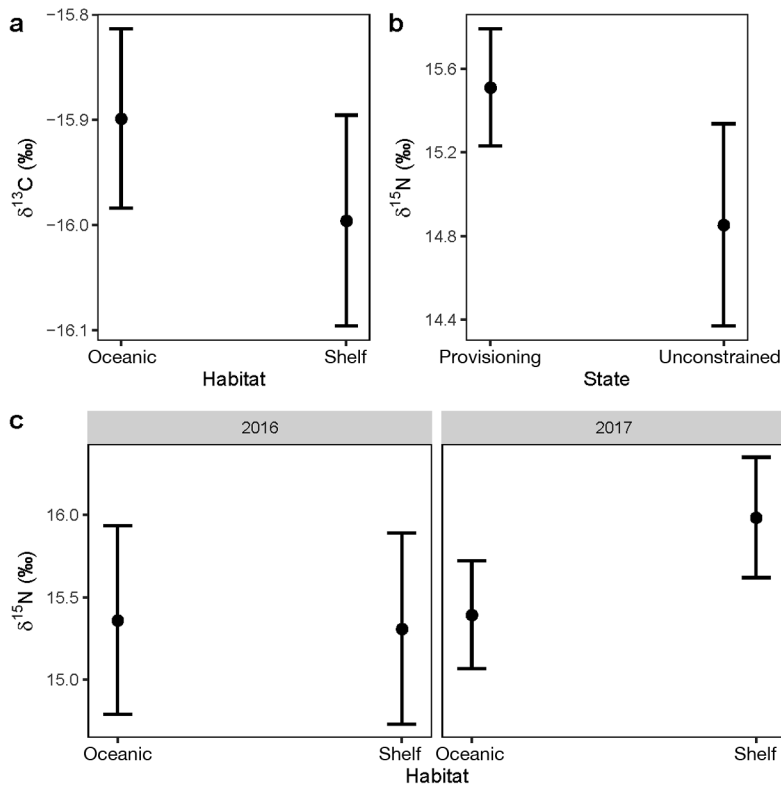 a
−15.8
−15.9
−16.0
−16.1
δ¹³C (‰)
Oceanic Shelf
Habitat
b
15.6
15.2
14.8
14.4
δ¹⁵N (‰)
Provisioning Unconstrained
State
c
2016 2017
16.0
15.5
15.0
δ¹⁵N (‰)
Oceanic Shelf Oceanic Shelf
Habitat